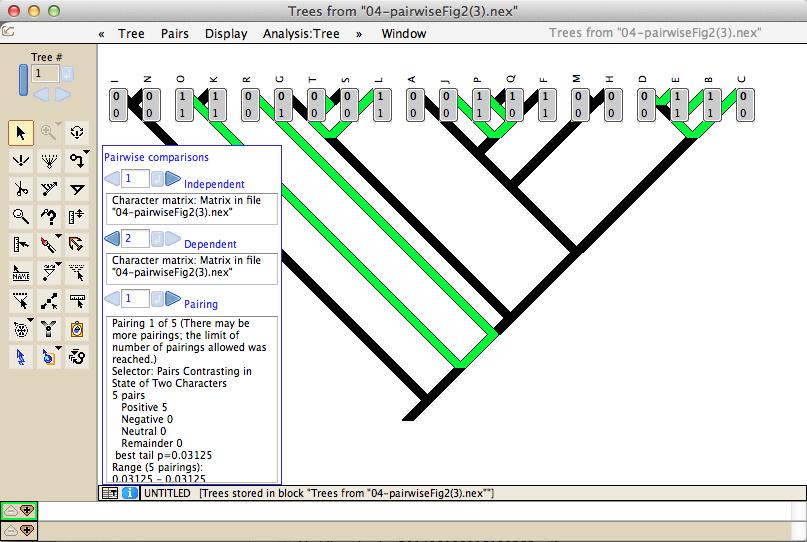 Trees from "04-pairwiseFig2(3).nex"
« Tree Pairs Display Analysis:Tree » Window Trees from "04-pairwiseFig2(3).nex"
Tree #
1
I N O K R G T S L A J P Q F M H D E B C
0 0 1 1 0 1 0 0 1 0 0 1 0 1 0 0 0 1 1 0
0 0 1 0 0 1 0 0 1 0 0 1 0 1 0 1 0 1 1 0
Pairwise comparisons
1 Independent
Character matrix: Matrix in file
"04-pairwiseFig2(3).nex"
2 Dependent
Character matrix: Matrix in file
"04-pairwiseFig2(3).nex"
1 Pairing
Pairing 1 of 5 (There may be
more pairings; the limit of
number of pairings allowed was
reached.)
Selector: Pairs Contrasting in
State of Two Characters
5 pairs
Positive 5
Negative 0
Neutral 0
Remainder 0
best tail p=0.03125
Range (5 pairings):
0.03125 - 0.03125
NAME
UNTITLED [Trees stored in block "Trees from "04-pairwiseFig2(3).nex""]